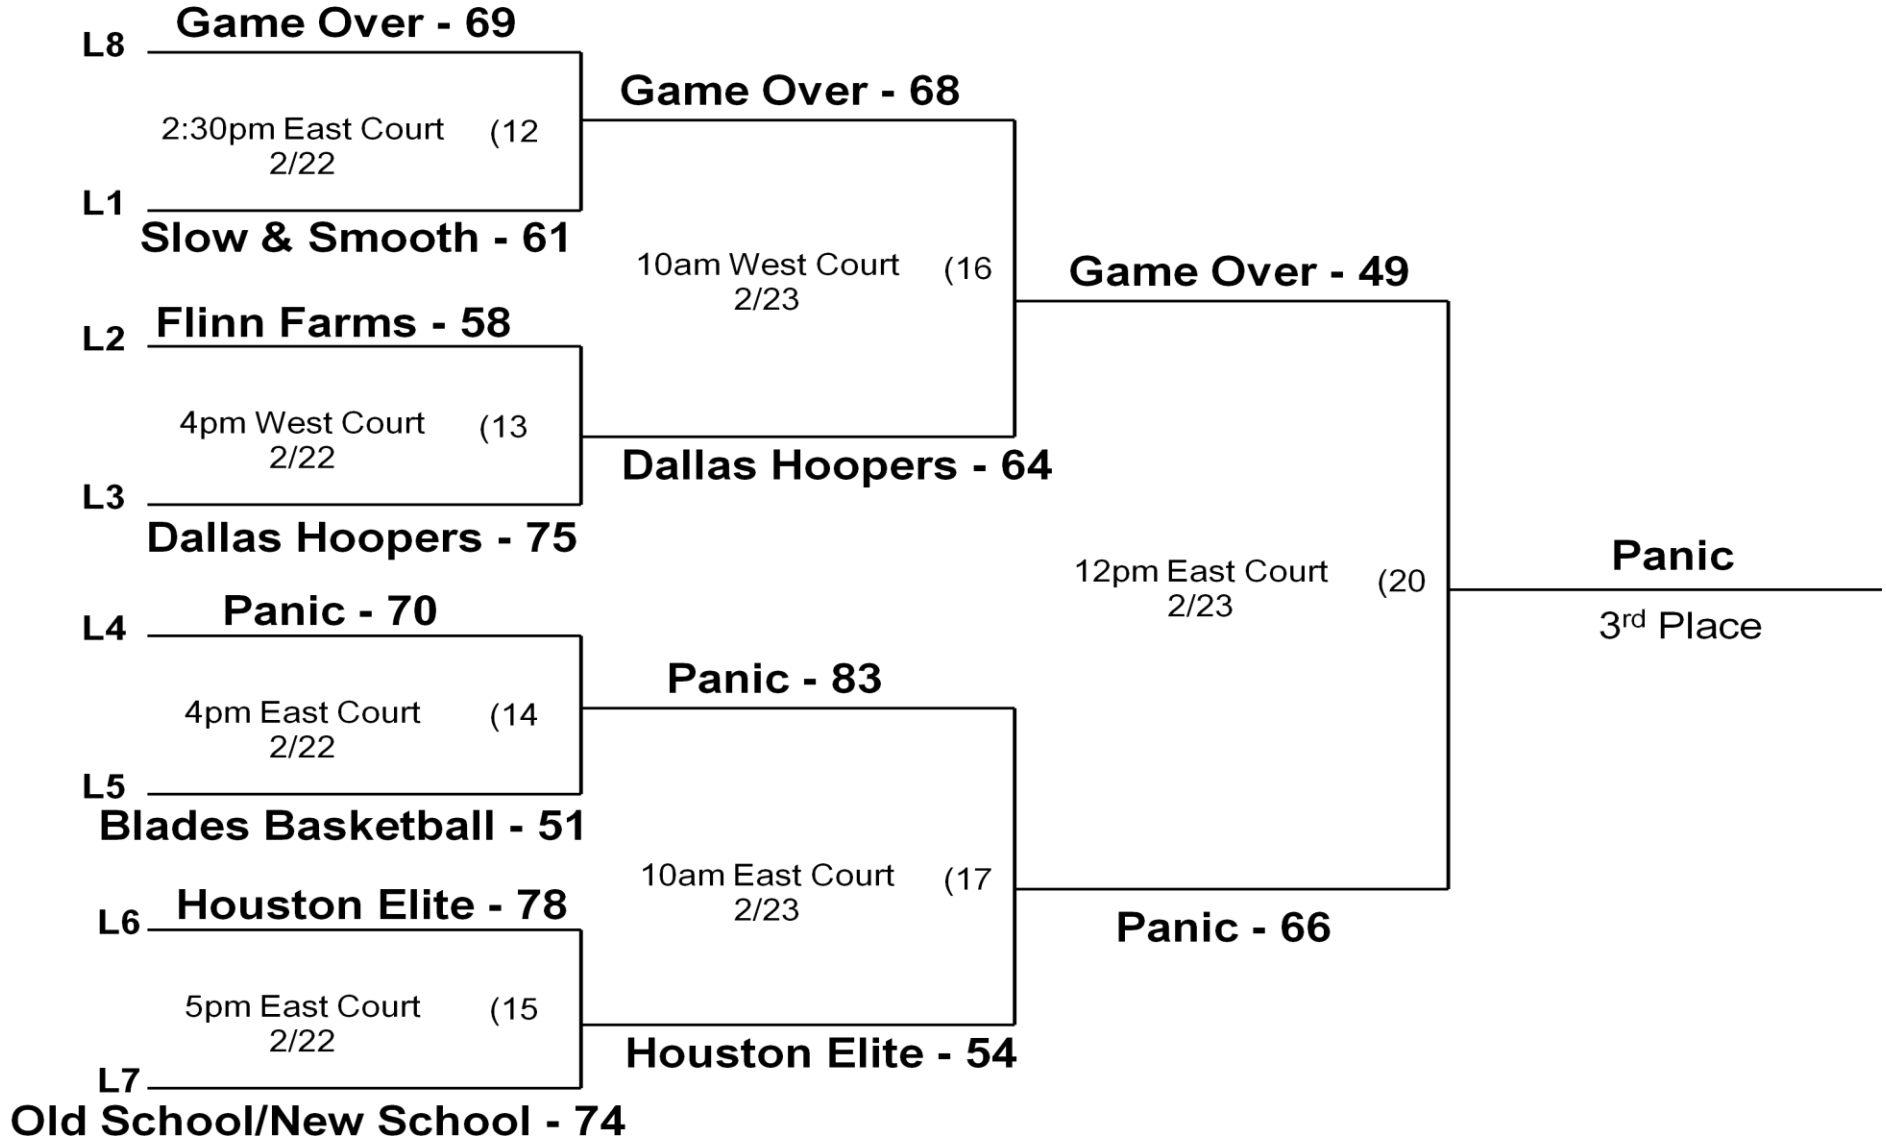 Game Over - 69
L8
2:30pm East Court (12
2/22
L1
Slow & Smooth - 61
Flinn Farms - 58
L2
4pm West Court (13
2/22
L3
Dallas Hoopers - 75
Panic - 70
L4
4pm East Court (14
2/22
L5
Blades Basketball - 51
Houston Elite - 78
L6
5pm East Court (15
2/22
L7
Old School/New School - 74
Game Over - 68
10am West Court (16
2/23
Dallas Hoopers - 64
Panic - 83
10am East Court (17
2/23
Houston Elite - 54
Game Over - 49
12pm East Court (20
2/23
Panic - 66
Panic
3rd Place